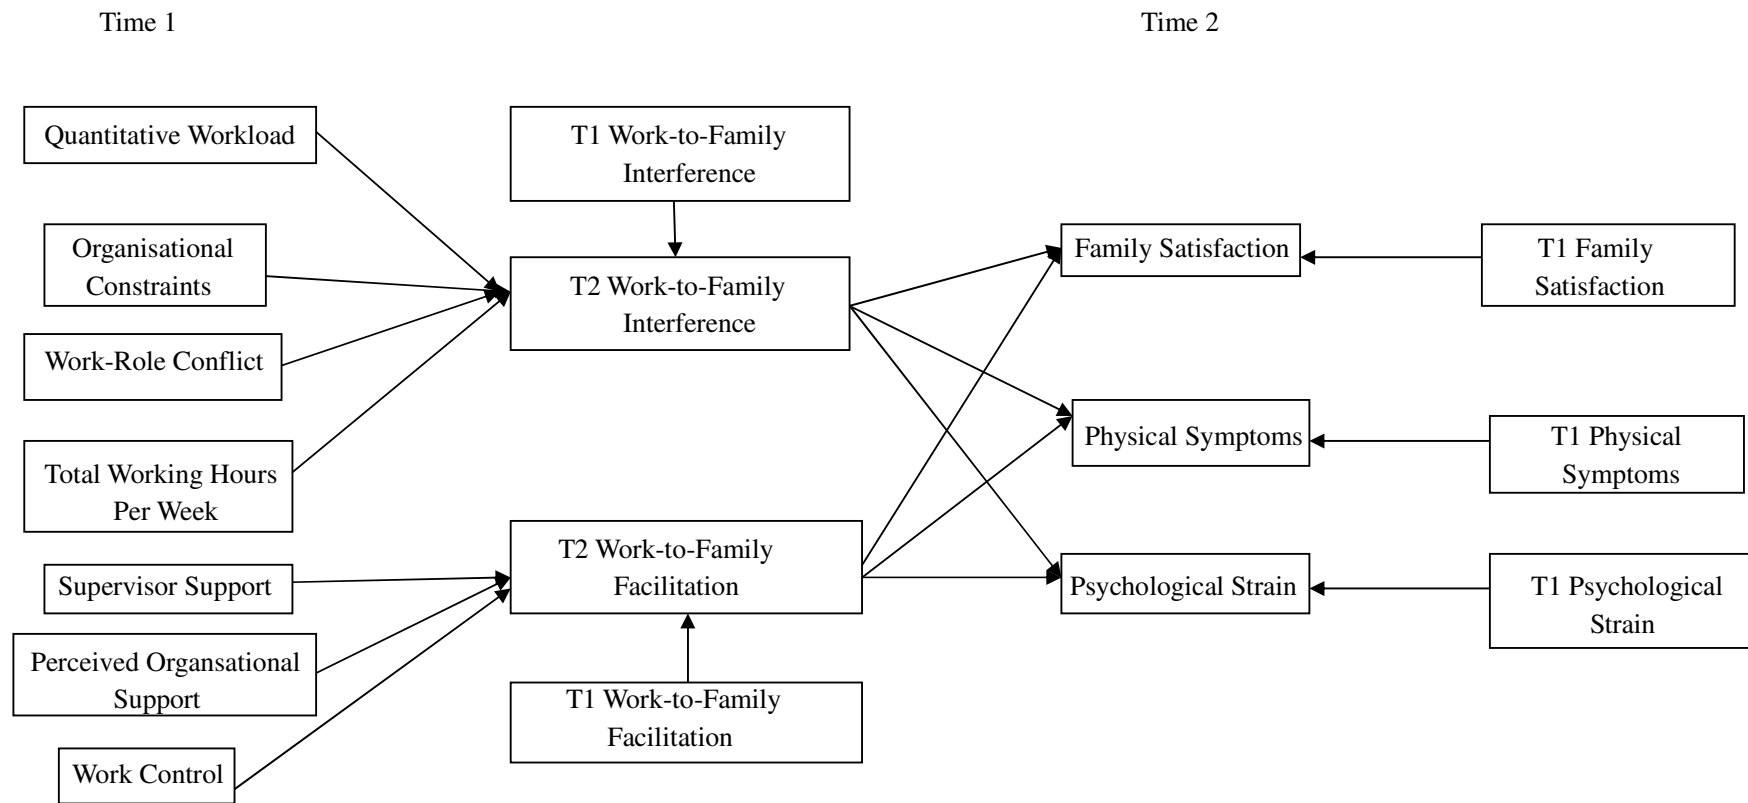 Time 1
Time 2
Quantitative Workload
Organisational
Constraints
Work-Role Conflict
Total Working Hours
Per Week
Supervisor Support
Perceived Organsational
Support
Work Control
T1 Work-to-Family
Interference
T2 Work-to-Family
Interference
T2 Work-to-Family
Facilitation
T1 Work-to-Family
Facilitation
Family Satisfaction
Physical Symptoms
Psychological Strain
T1 Family
Satisfaction
T1 Physical
Symptoms
T1 Psychological
Strain